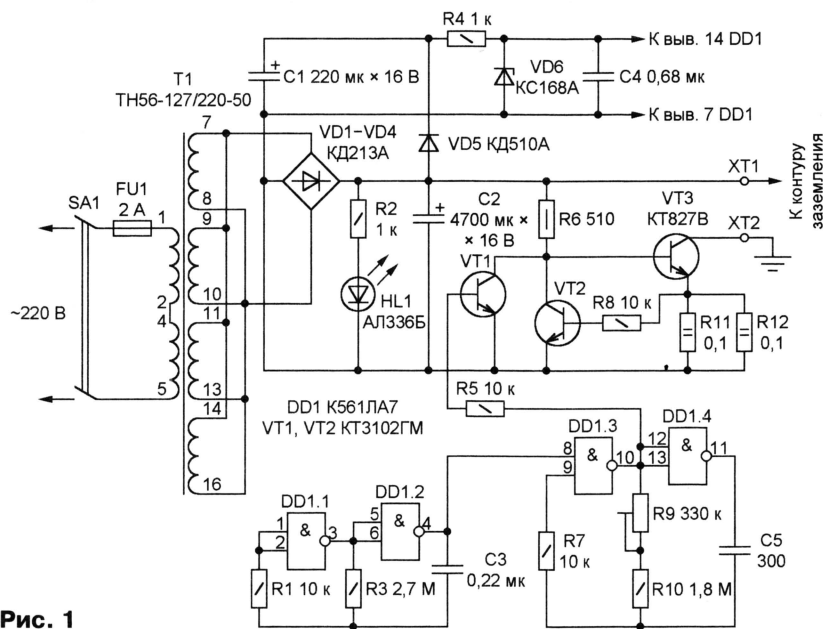 R4 1 к
К выв. 14 DD1
C1 220 мк × 16 В
VD6
КС168А
C4 0,68 мк
К выв. 7 DD1
T1
ТН56-127/220-50
7
8
9
10
11
13
14
16
VD1–VD4
КД213А
VD5 КД510А
XT1
К контуру
заземления
SA1
FU1
2 А
1
2
4
5
~220 В
R2
1 к
C2
4700 мк ×
× 16 В
R6 510
VT3
КТ827В
XT2
HL1
АЛ336Б
VT1
VT2
R8 10 к
R11
0,1
R12
0,1
R5 10 к
DD1 К561ЛА7
VT1, VT2 КТ3102ГМ
DD1.3
8
9
&
10
DD1.4
12
13
&
11
DD1.1
1
2
&
3
DD1.2
5
6
&
4
R1 10 к
R3 2,7 М
C3
0,22 мк
R7
10 к
R9 330 к
R10 1,8 М
C5
300
Рис. 1